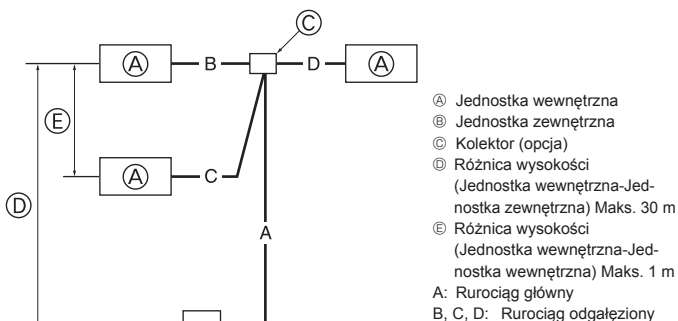 Ⓒ
Ⓐ B D Ⓐ
Ⓔ
Ⓐ C
Ⓓ
A
Ⓐ Jednostka wewnętrzna
Ⓑ Jednostka zewnętrzna
Ⓒ Kolektor (opcja)
Ⓓ Różnica wysokości
(Jednostka wewnętrzna-Jed-
nostka zewnętrzna) Maks. 30 m
Ⓔ Różnica wysokości
(Jednostka wewnętrzna-Jed-
nostka wewnętrzna) Maks. 1 m
A: Rurociąg główny
B, C, D: Rurociąg odgałęziony